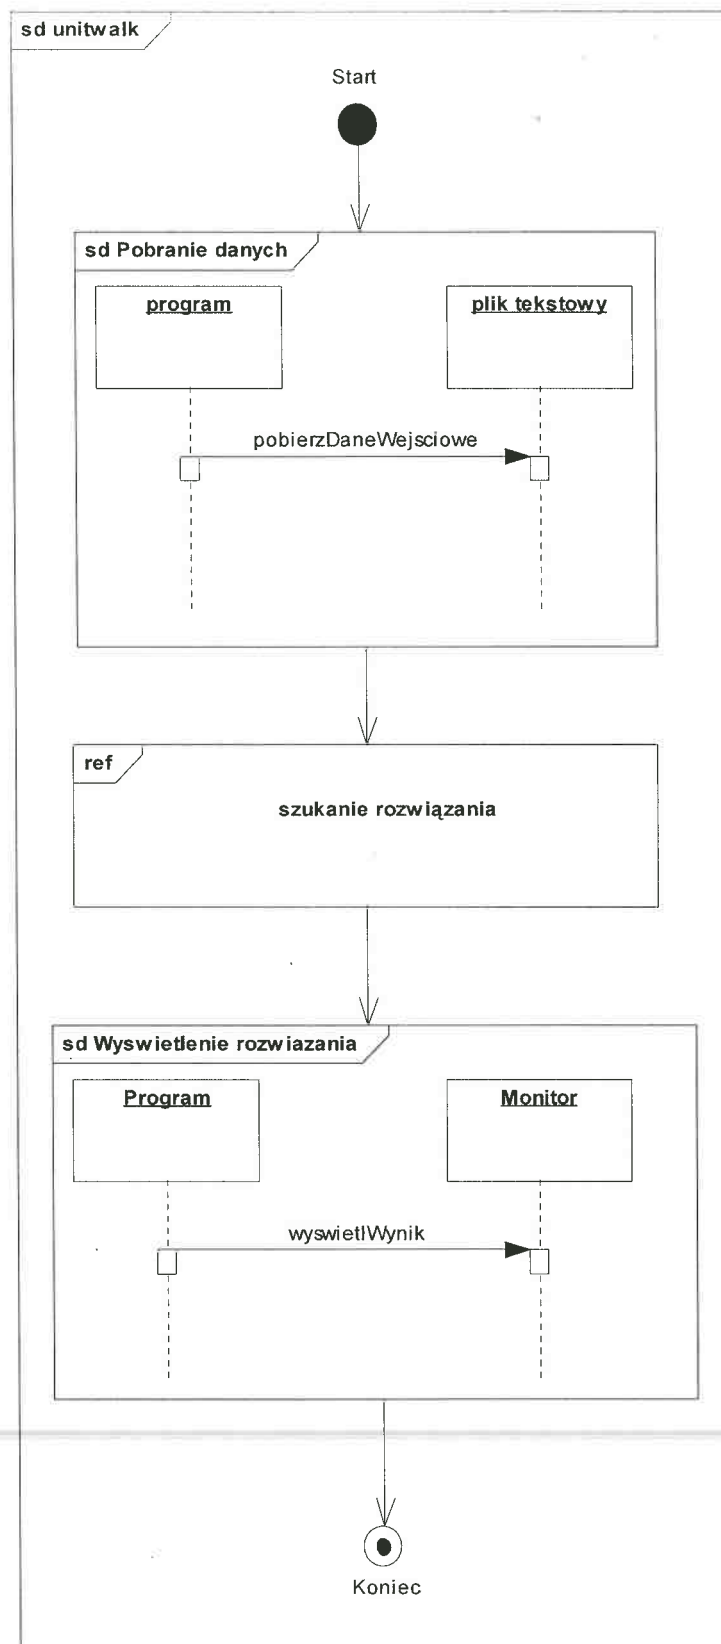 sd unitwalk
Start
sd Pobranie danych
program
plik tekstowy
pobierzDaneWejsciowe
ref
szukanie rozwiązania
sd Wyswietlenie rozwiazania
Program
Monitor
wyswietlWynik
Koniec